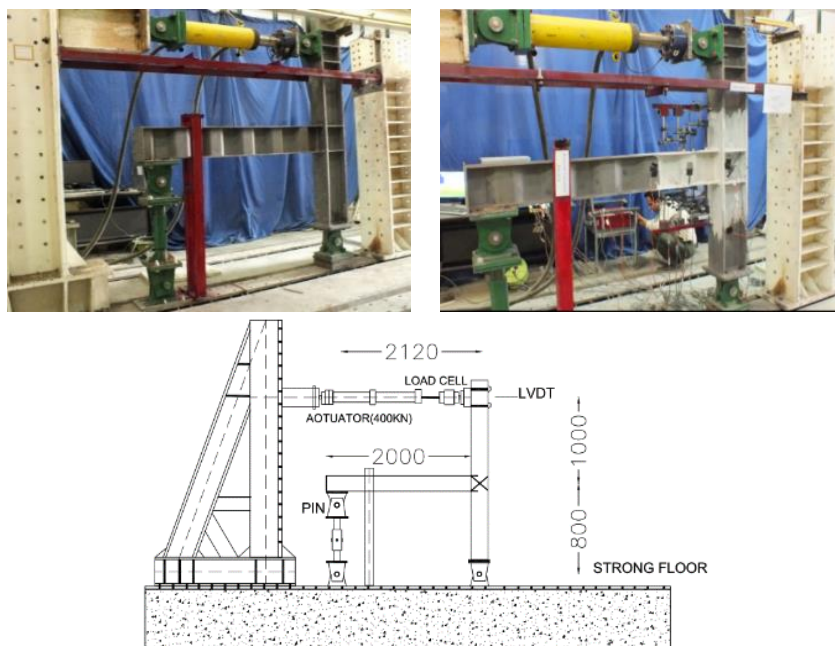 2120
LOAD CELL
LVDT
AOTUATOR(400KN)
1000
2000
PIN
800
STRONG FLOOR